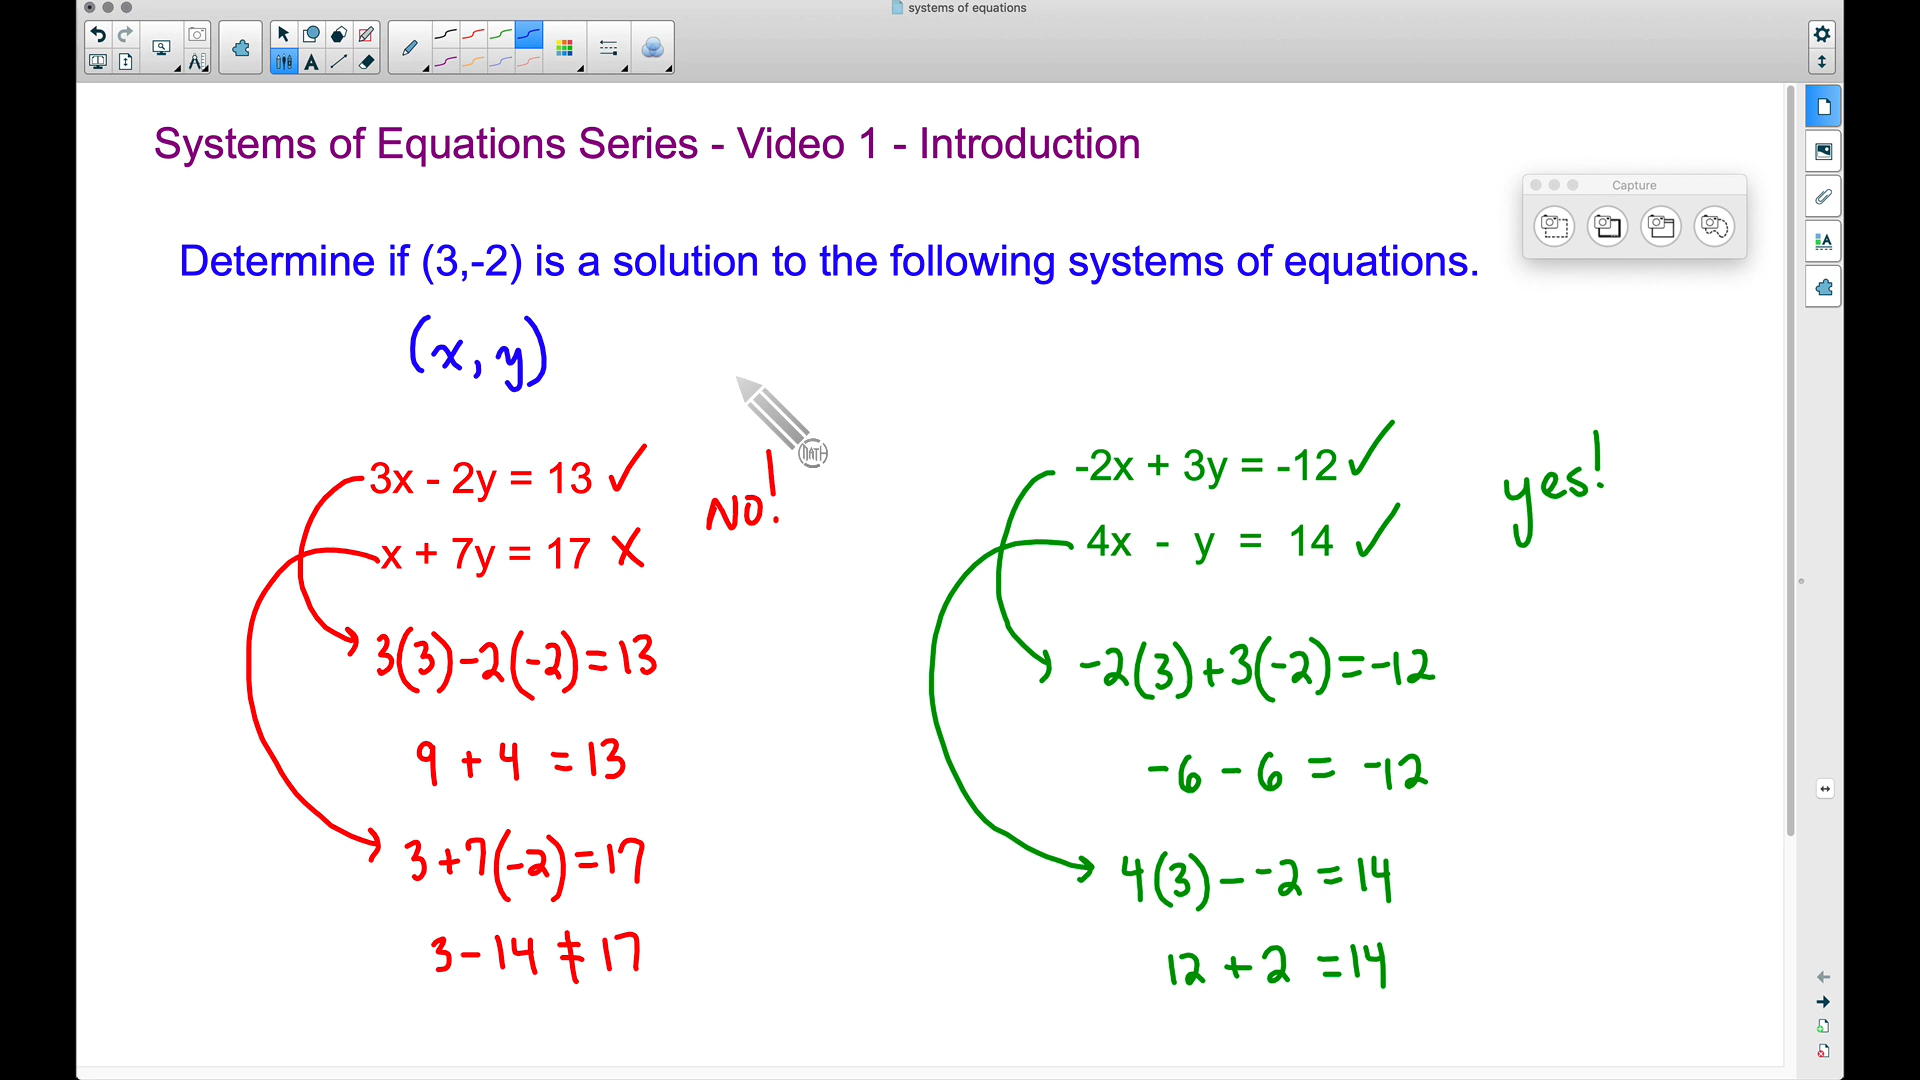 systems of equations
Systems of Equations Series - Video 1 - Introduction
Capture
Determine if (3,-2) is a solution to the following systems of equations.
(x, y)
MATH
3x - 2y = 13 ✓
x + 7y = 17 X
NO!
3(3)-2(-2)=13
9 + 4 = 13
3+7(-2)=17
3-14≠17
-2x + 3y = -12 ✓
4x - y = 14 ✓
yes!
-2(3)+3(-2)=-12
-6 - 6 = -12
4(3) - -2 = 14
12 + 2 = 14